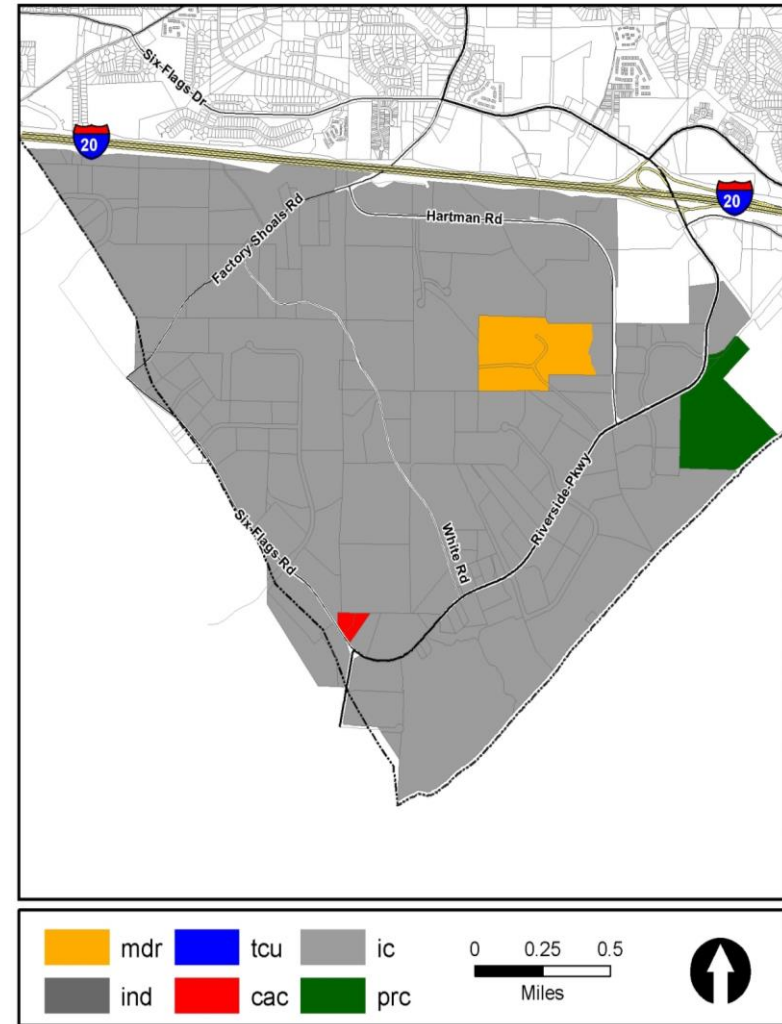 Six-Flags Dr
20
20
Factory Shoals Rd
Hartman Rd
Six-Flags Rd
White Rd
Riverside-Pkwy
mdr tcu ic 0 0.25 0.5
ind cac prc Miles